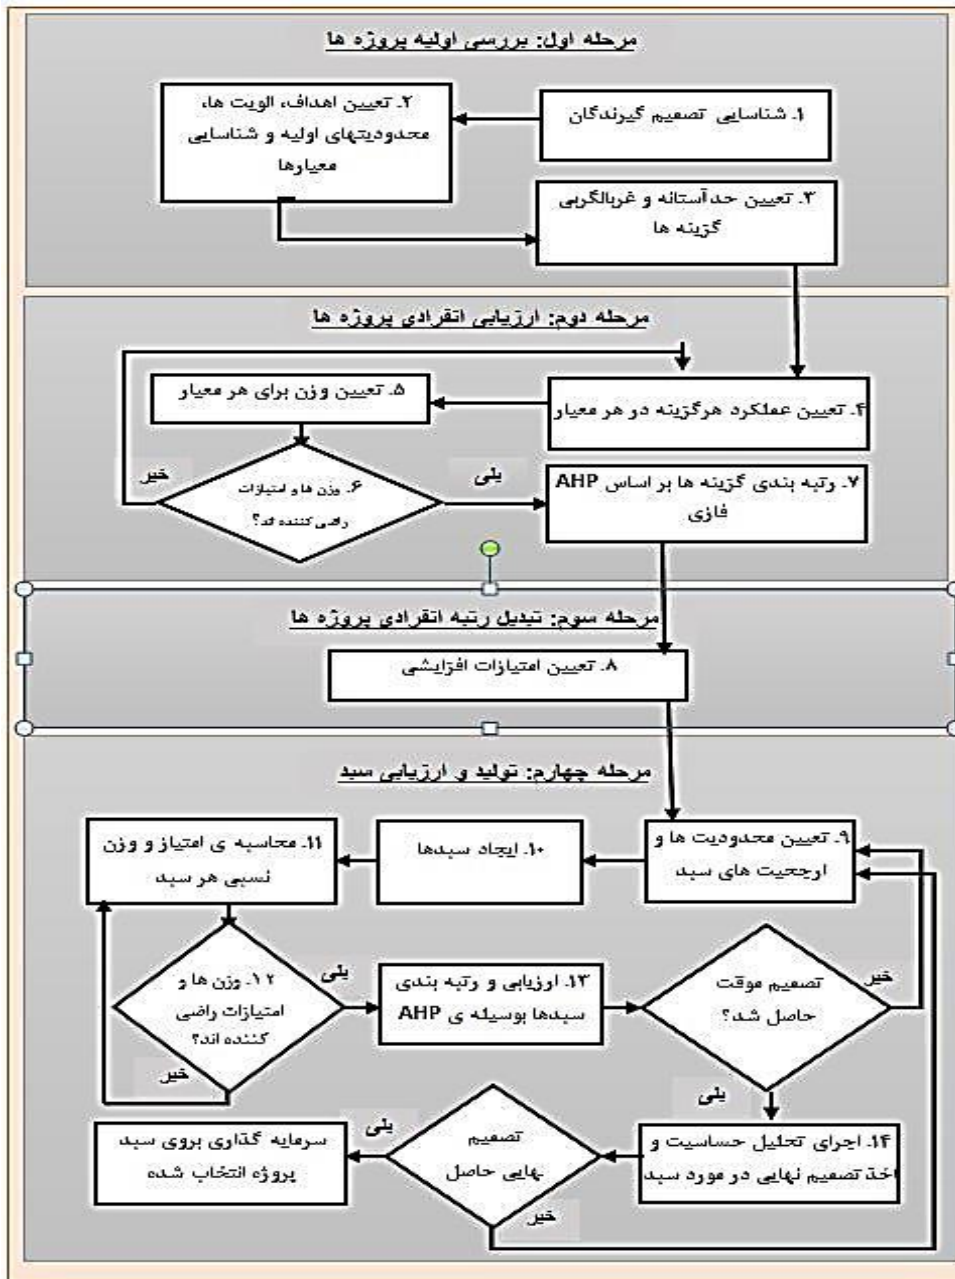 مرحله اول: بررسی اولیه پروژه ها
۱. شناسایی تصمیم گیرندگان
۲. تعیین اهداف، الویت ها،
محدودیتهای اولیه و شناسایی
معیارها
۳. تعیین حدآستانه و غربالگریی
گزینه ها
مرحله دوم: ارزیابی انفرادی پروژه ها
۴. تعیین عملکرد هرگزینه در هر معیار
۵. تعیین وزن برای هر معیار
۶. وزن ها و امتیازات
راضی کننده اند؟
خیر
بلی
۷. رتبه بندی گزینه ها بر اساس AHP
فازی
مرحله سوم: تبدیل رتبه انفرادی پروژه ها
۸. تعیین امتیازات افزایشی
مرحله چهارم: تولید و ارزیابی سبد
۹. تعیین محدودیت ها و
ارجحیت های سبد
۱۰. ایجاد سبدها
۱۱. محاسبه ی امتیاز و وزن
نسبی هر سبد
۱۲. وزن ها و
امتیازات راضی
کننده اند؟
بلی
خیر
۱۳. ارزیابی و رتبه بندی
سبدها بوسیله ی AHP
تصمیم موقت
حاصل شد؟
خیر
بلی
۱۴. اجرای تحلیل حساسیت و
اخذ تصمیم نهایی در مورد سبد
تصمیم
نهایی حاصل
بلی
خیر
سرمایه گذاری بروی سبد
پروژه انتخاب شده